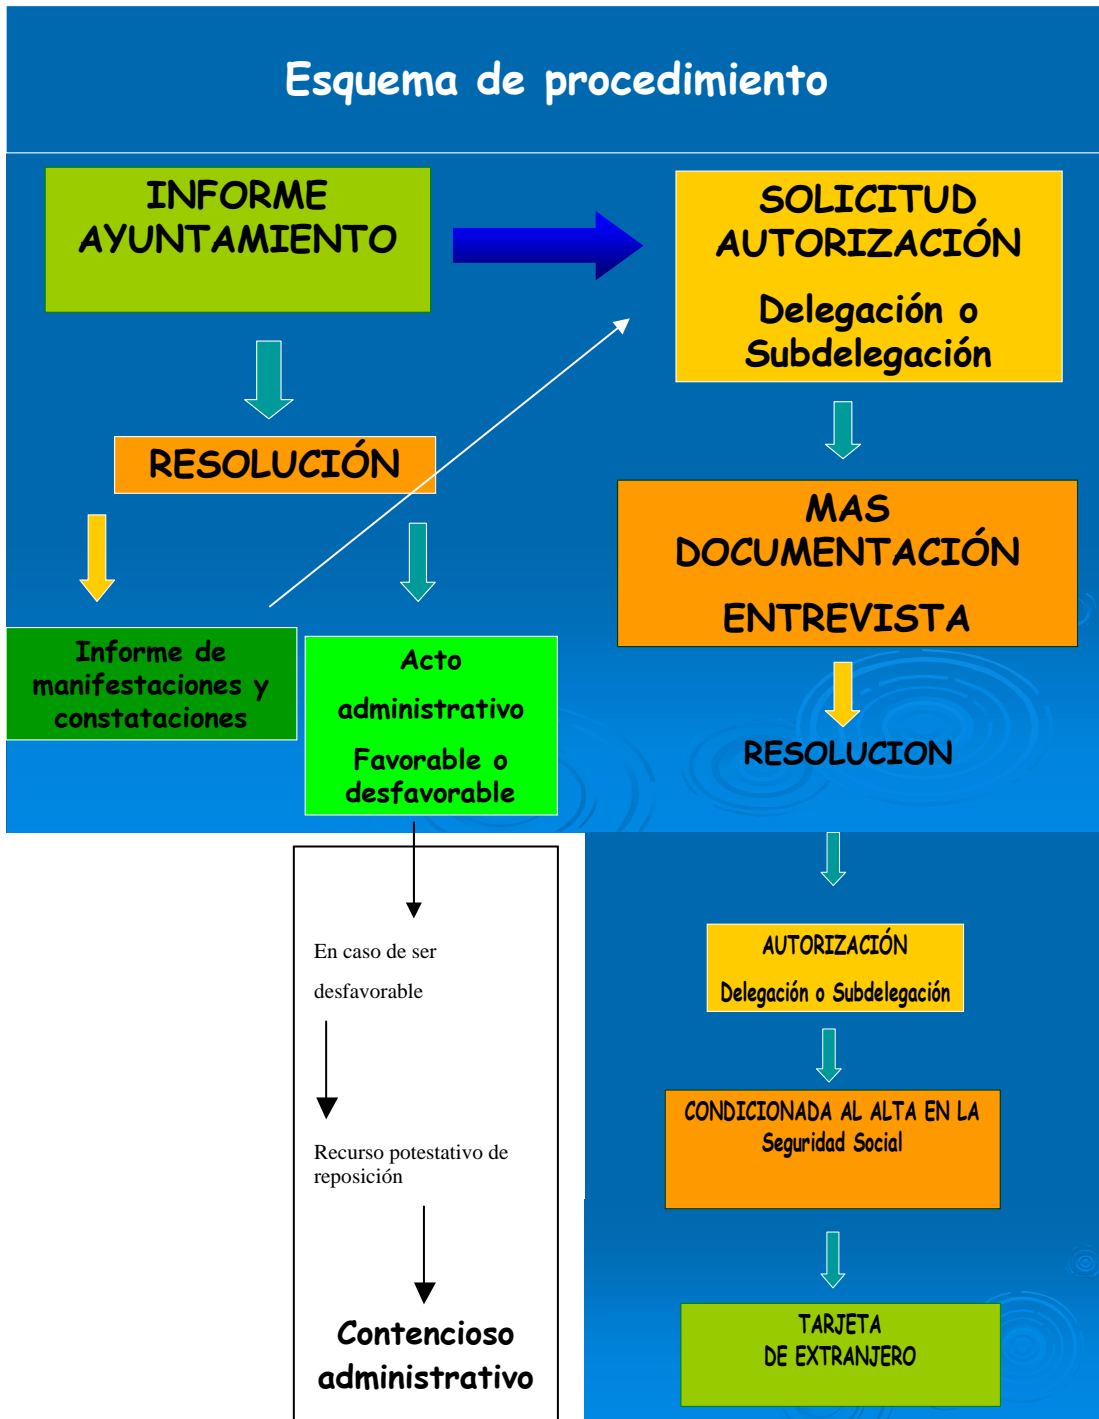 Esquema de procedimiento
INFORME
AYUNTAMIENTO
SOLICITUD
AUTORIZACIÓN
Delegación o
Subdelegación
RESOLUCIÓN
MAS
DOCUMENTACIÓN
ENTREVISTA
Informe de
manifestaciones y
constataciones
Acto
administrativo
Favorable o
desfavorable
RESOLUCION
En caso de ser
desfavorable
Recurso potestativo de
reposición
Contencioso
administrativo
AUTORIZACIÓN
Delegación o Subdelegación
CONDICIONADA AL ALTA EN LA
Seguridad Social
TARJETA
DE EXTRANJERO